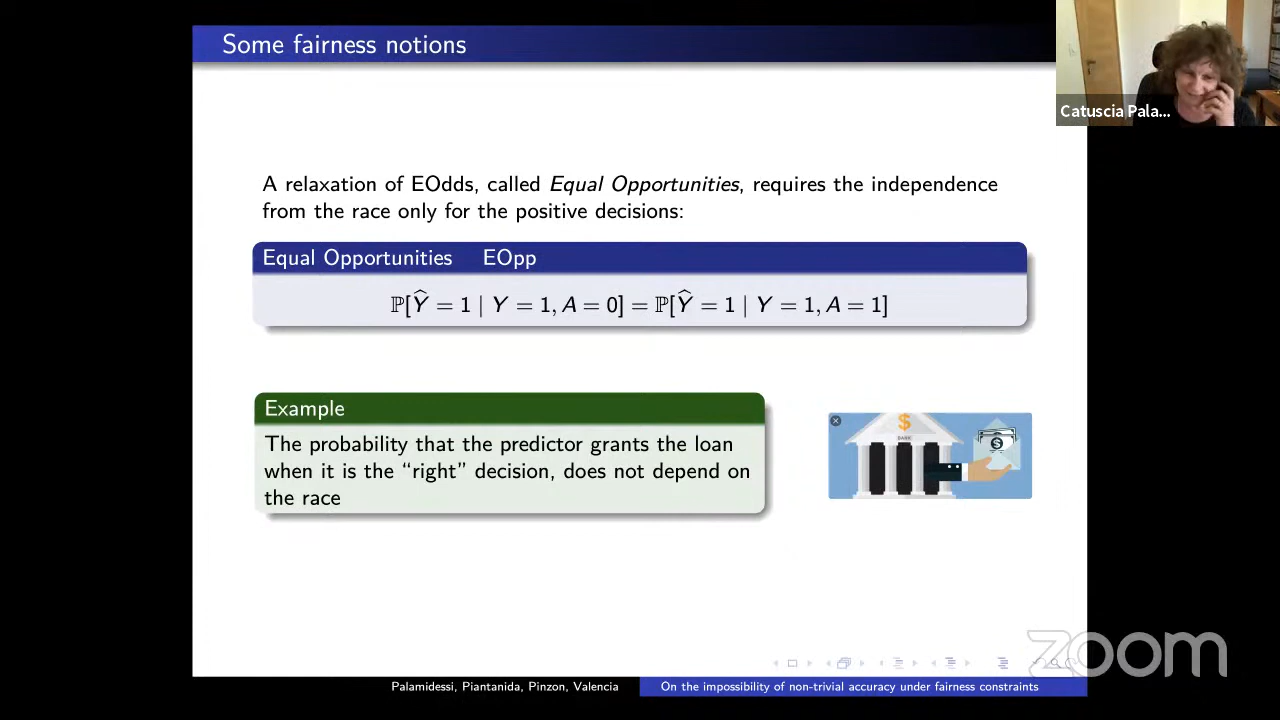 Some fairness notions
Catuscia Pala...
A relaxation of EOdds, called Equal Opportunities, requires the independence
from the race only for the positive decisions:
Equal Opportunities EOpp
ℙ[Ŷ = 1 | Y = 1, A = 0] = ℙ[Ŷ = 1 | Y = 1, A = 1]
Example
The probability that the predictor grants the loan
when it is the “right” decision, does not depend on
the race
$
BANK
$
zoom
Palamidessi, Piantanida, Pinzon, Valencia
On the impossibility of non-trivial accuracy under fairness constraints